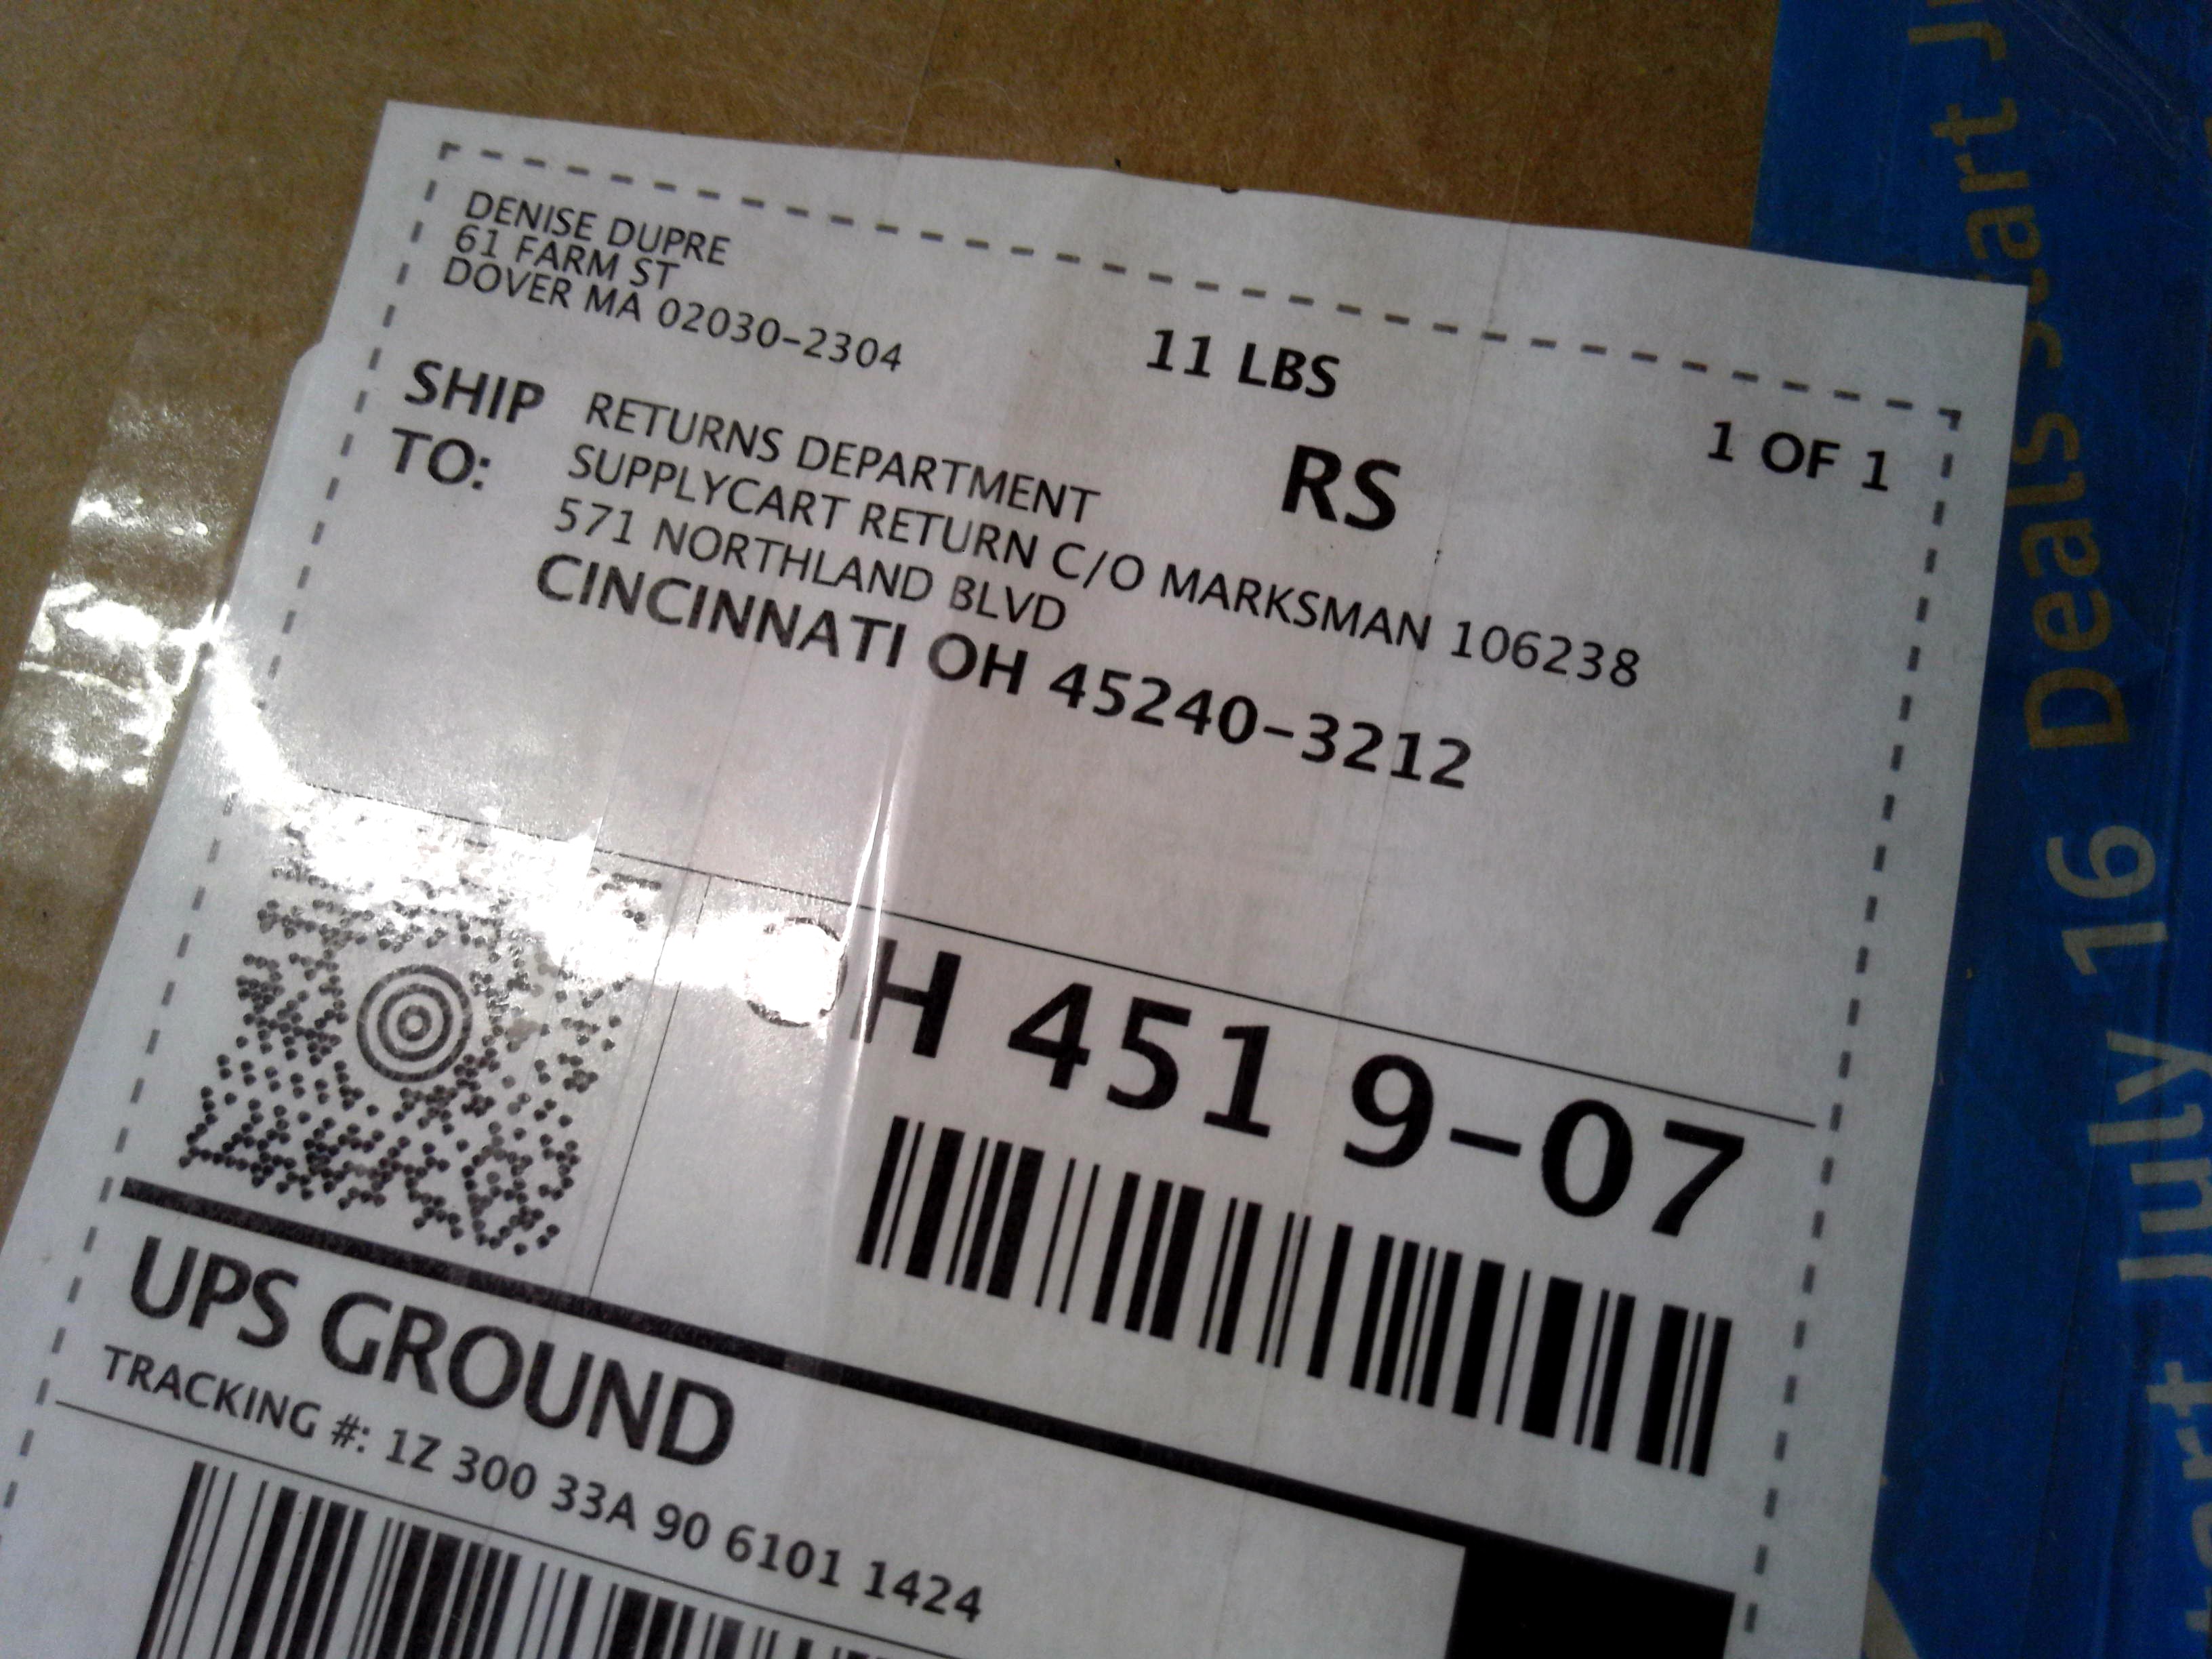 DENISE DUPRE
61 FARM ST
DOVER MA 02030-2304
11 LBS
1 OF 1
RS
SHIP TO:
RETURNS DEPARTMENT
SUPPLYCART RETURN C/O MARKSMAN 106238
571 NORTHLAND BLVD
CINCINNATI OH 45240-3212
OH 451 9-07
UPS GROUND
TRACKING #: 1Z 300 33A 90 6101 1424
Deals start July 16